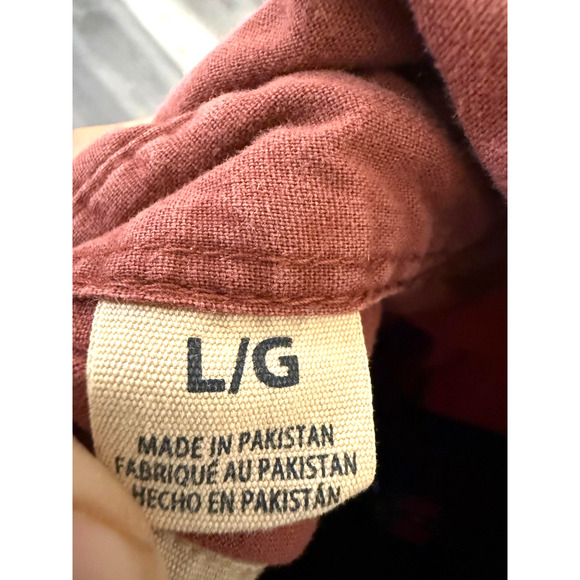 L/G
MADE IN PAKISTAN
FABRIQUÉ AU PAKISTAN
HECHO EN PAKISTÁN